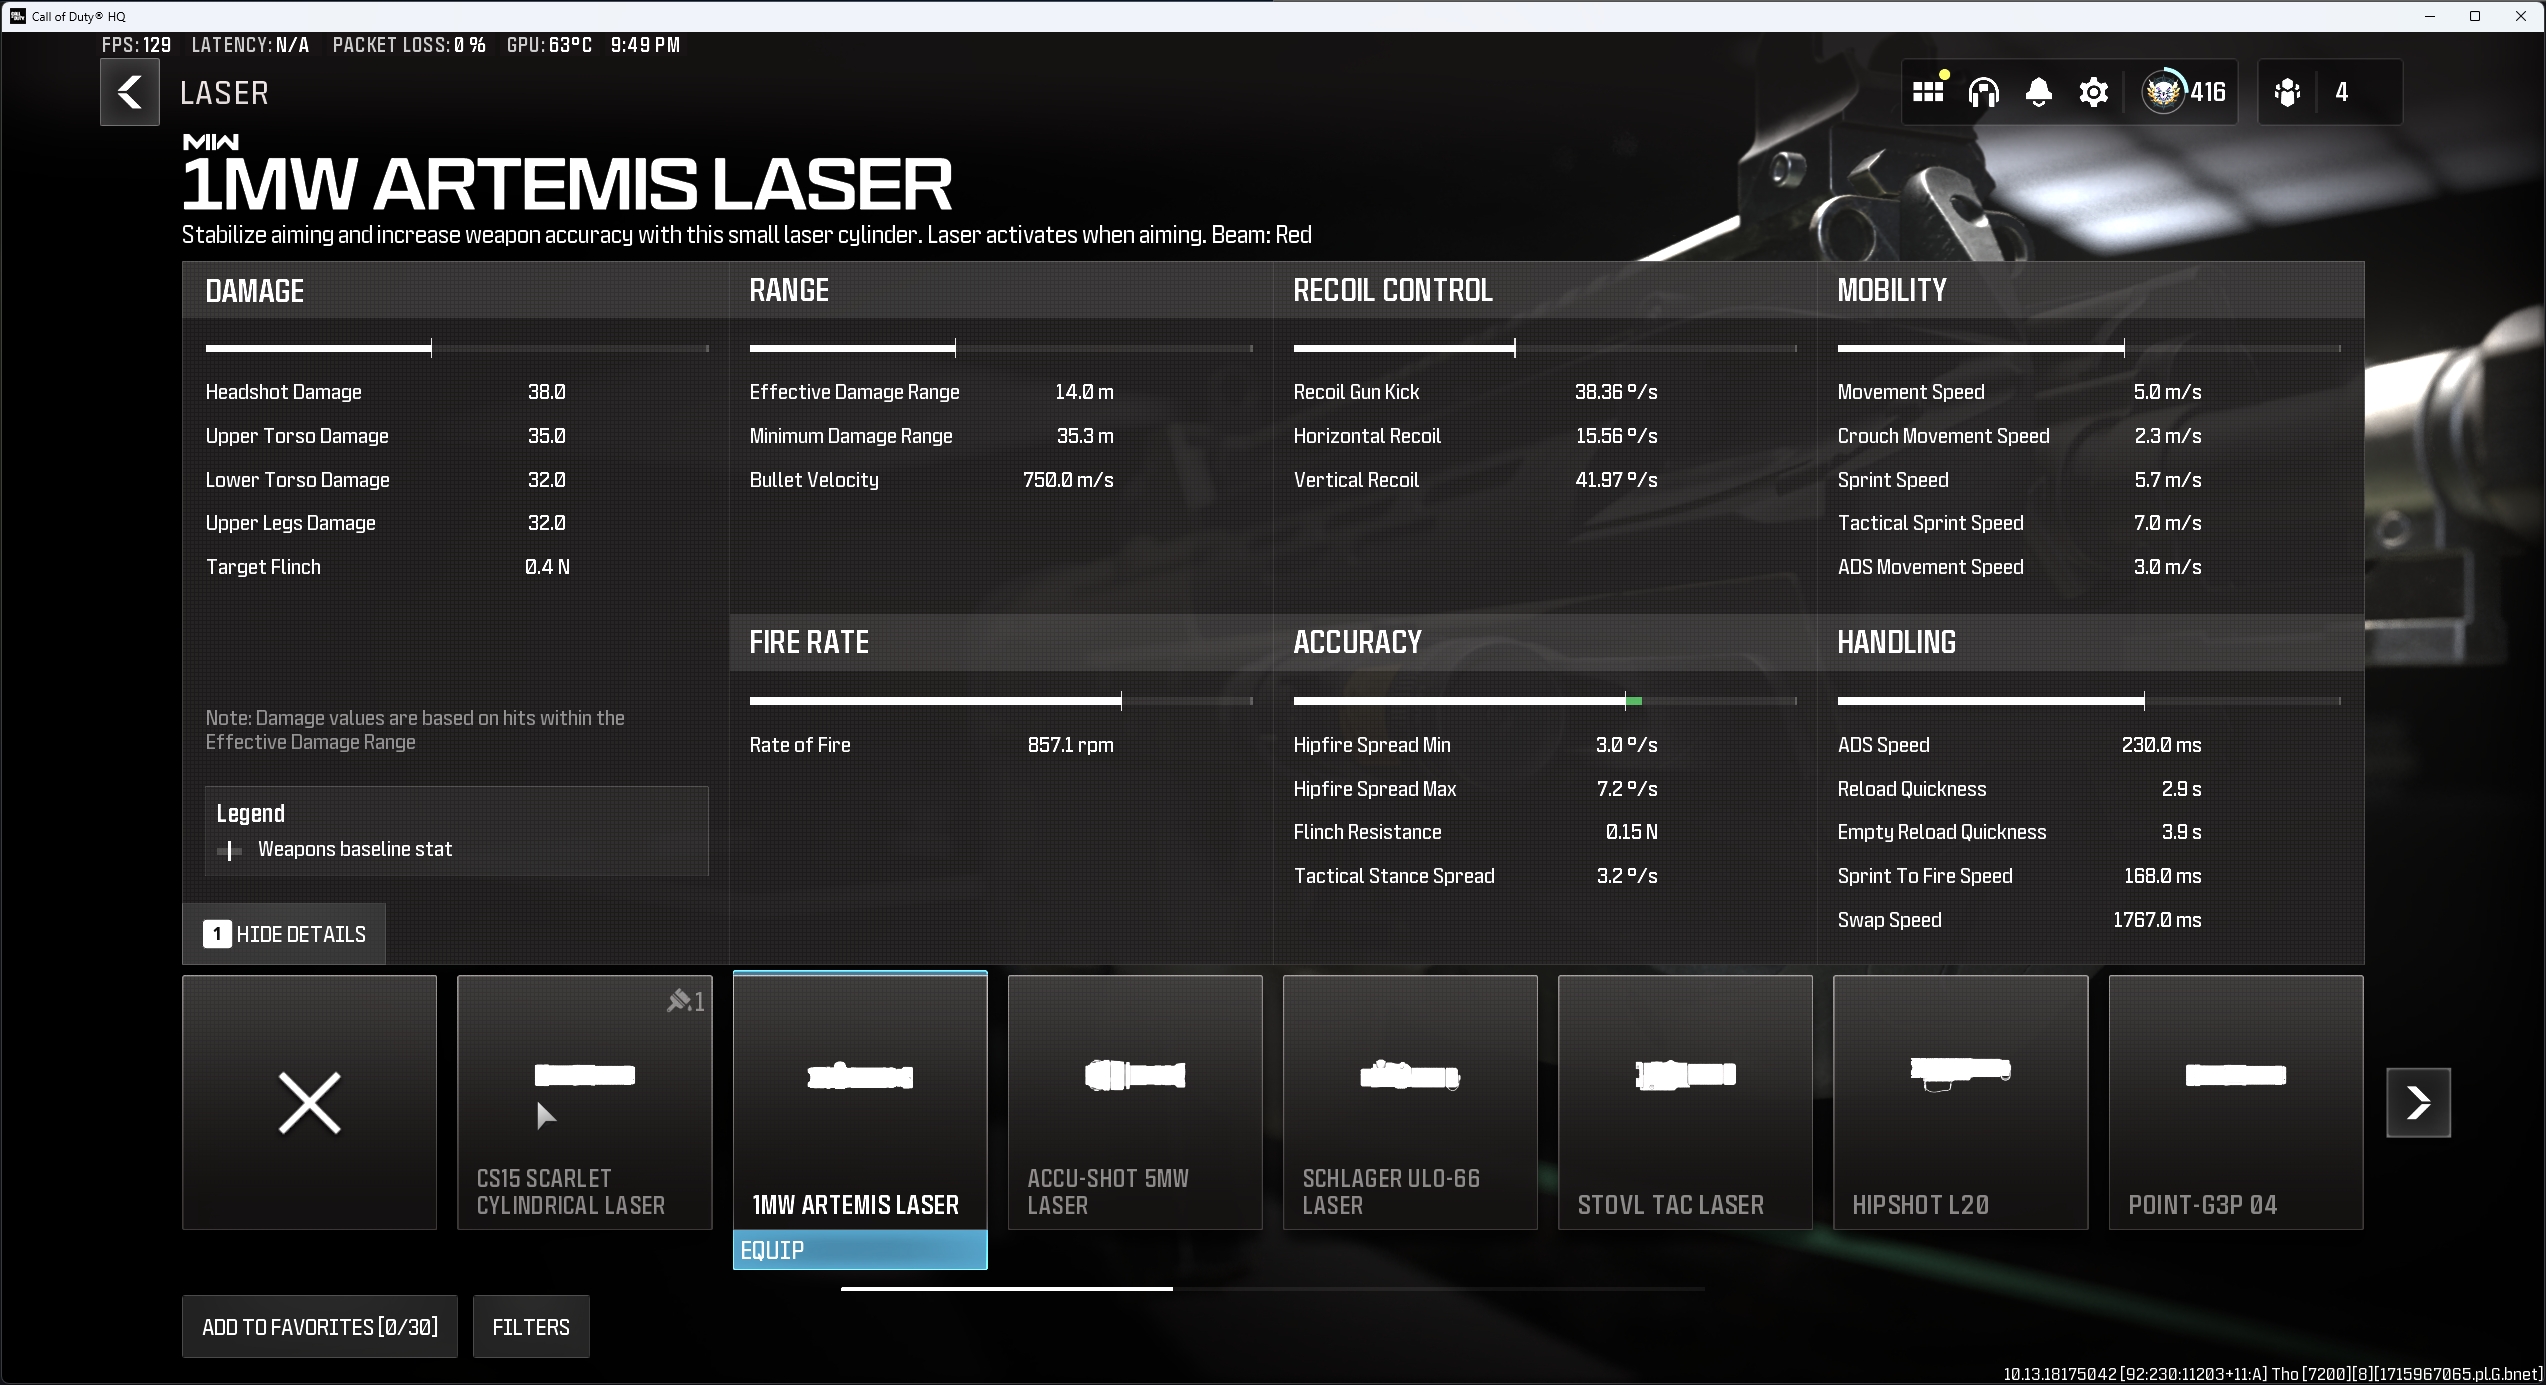 Call of Duty® HQ
FPS: 129 LATENCY: N/A PACKET LOSS: 0 % GPU: 63°C 9:49 PM
LASER
416
4
MW
1MW ARTEMIS LASER
Stabilize aiming and increase weapon accuracy with this small laser cylinder. Laser activates when aiming. Beam: Red
DAMAGE
Headshot Damage 38.0
Upper Torso Damage 35.0
Lower Torso Damage 32.0
Upper Legs Damage 32.0
Target Flinch 0.4 N
Note: Damage values are based on hits within the
Effective Damage Range
Legend
Weapons baseline stat
1 HIDE DETAILS
RANGE
Effective Damage Range 14.0 m
Minimum Damage Range 35.3 m
Bullet Velocity 750.0 m/s
FIRE RATE
Rate of Fire 857.1 rpm
RECOIL CONTROL
Recoil Gun Kick 38.36 º/s
Horizontal Recoil 15.56 º/s
Vertical Recoil 41.97 º/s
ACCURACY
Hipfire Spread Min 3.0 º/s
Hipfire Spread Max 7.2 º/s
Flinch Resistance 0.15 N
Tactical Stance Spread 3.2 º/s
MOBILITY
Movement Speed 5.0 m/s
Crouch Movement Speed 2.3 m/s
Sprint Speed 5.7 m/s
Tactical Sprint Speed 7.0 m/s
ADS Movement Speed 3.0 m/s
HANDLING
ADS Speed 230.0 ms
Reload Quickness 2.9 s
Empty Reload Quickness 3.9 s
Sprint To Fire Speed 168.0 ms
Swap Speed 1767.0 ms
1
CS15 SCARLET
CYLINDRICAL LASER
1MW ARTEMIS LASER
EQUIP
ACCU-SHOT 5MW
LASER
SCHLAGER ULO-66
LASER
STOVL TAC LASER
HIPSHOT L20
POINT-G3P 04
ADD TO FAVORITES [0/30]
FILTERS
10.13.18175042 [92:230:11203+11:A] Tho [7200][8][1715967065.pl.G.bnet]